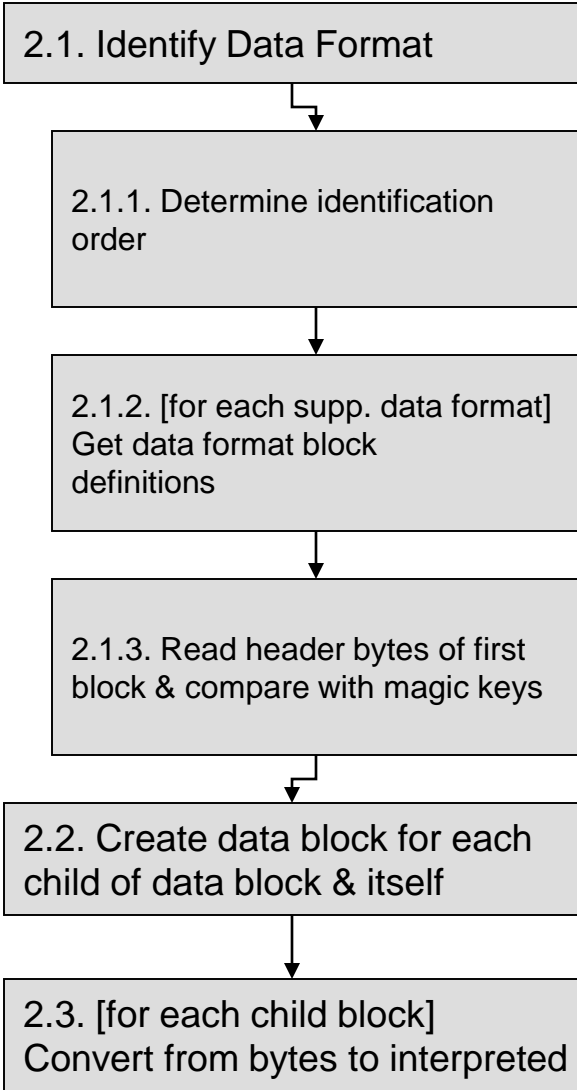 2.1. Identify Data Format
2.1.1. Determine identification
order
2.1.2. [for each supp. data format]
Get data format block
definitions
2.1.3. Read header bytes of first
block & compare with magic keys
2.2. Create data block for each
child of data block & itself
2.3. [for each child block]
Convert from bytes to interpreted